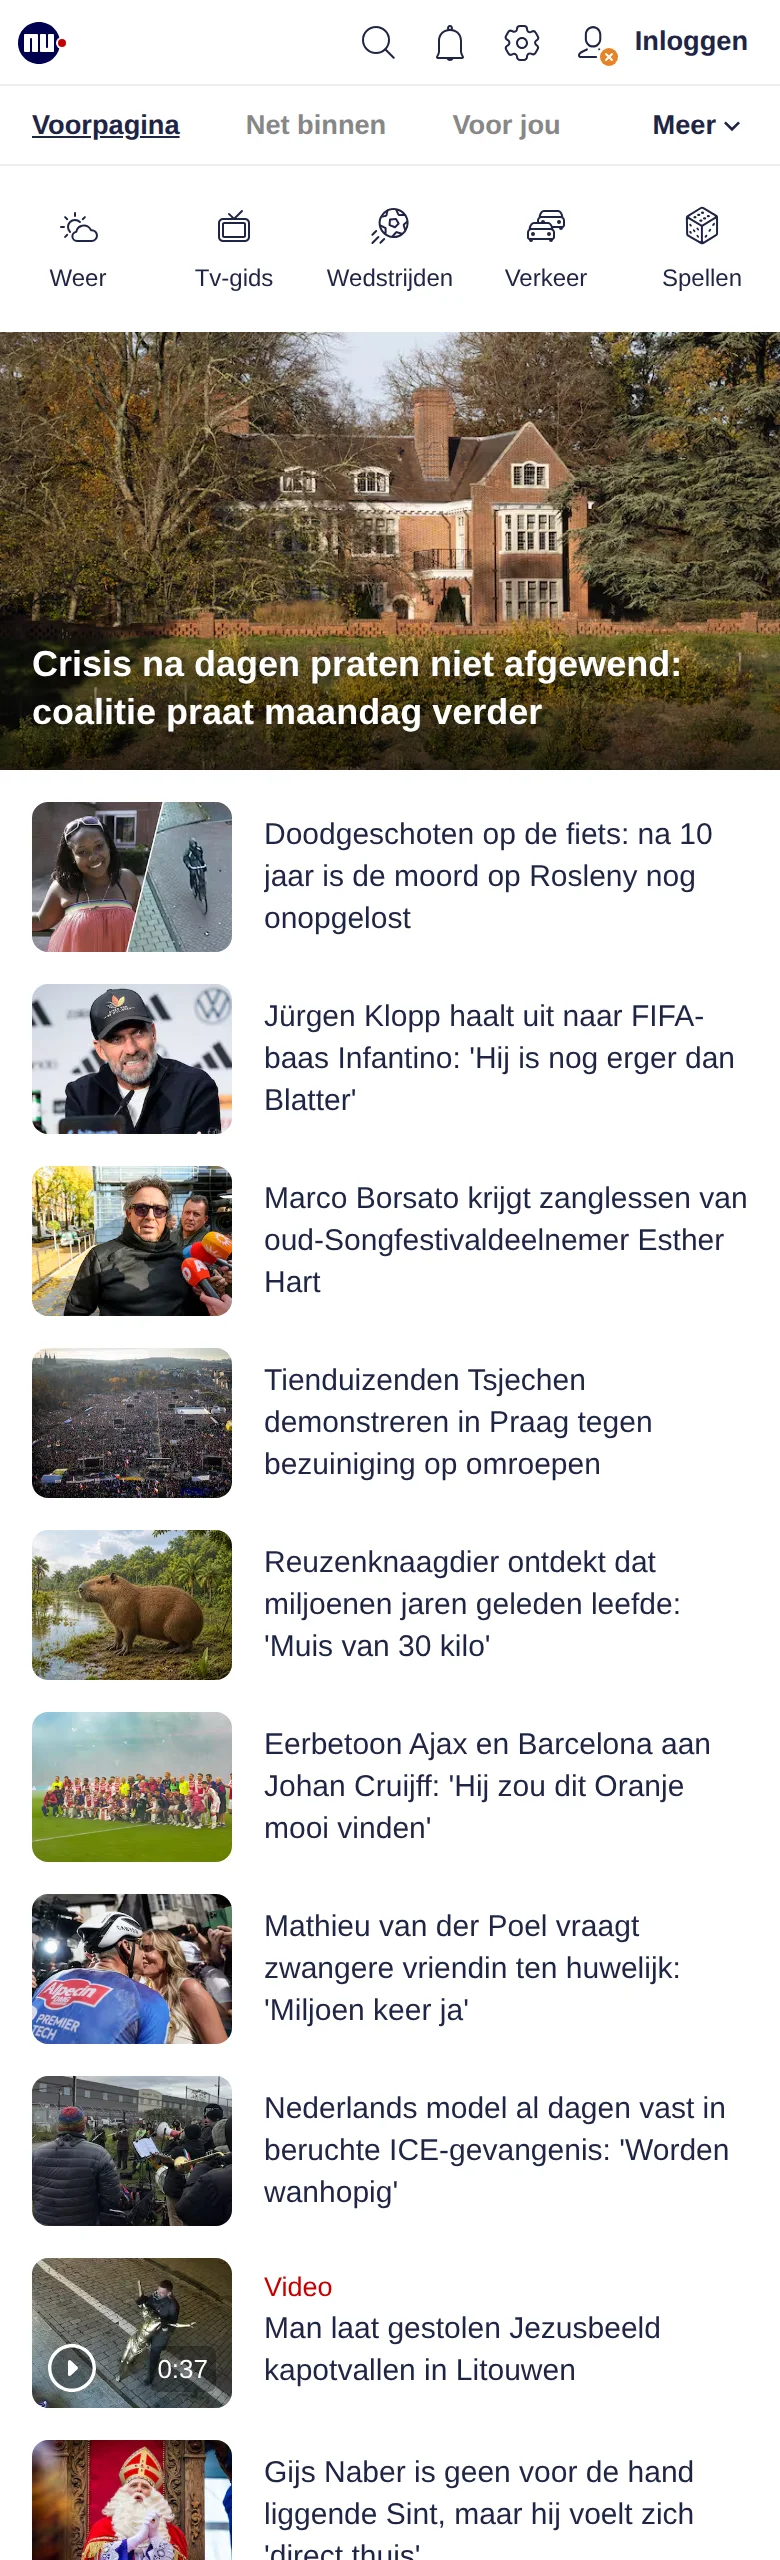 nu
Inloggen
Voorpagina
Net binnen
Voor jou
Meer
Weer
Tv-gids
Wedstrijden
Verkeer
Spellen
Crisis na dagen praten niet afgewend:
coalitie praat maandag verder
Doodgeschoten op de fiets: na 10
jaar is de moord op Rosleny nog
onopgelost
Jürgen Klopp haalt uit naar FIFA-
baas Infantino: 'Hij is nog erger dan
Blatter'
Marco Borsato krijgt zanglessen van
oud-Songfestivaldeelnemer Esther
Hart
Tienduizenden Tsjechen
demonstreren in Praag tegen
bezuiniging op omroepen
Reuzenknaagdier ontdekt dat
miljoenen jaren geleden leefde:
'Muis van 30 kilo'
Eerbetoon Ajax en Barcelona aan
Johan Cruijff: 'Hij zou dit Oranje
mooi vinden'
Alpecin
PREMIER
TECH
Mathieu van der Poel vraagt
zwangere vriendin ten huwelijk:
'Miljoen keer ja'
Nederlands model al dagen vast in
beruchte ICE-gevangenis: 'Worden
wanhopig'
0:37
Video
Man laat gestolen Jezusbeeld
kapotvallen in Litouwen
Gijs Naber is geen voor de hand
liggende Sint, maar hij voelt zich
'direct thuis'